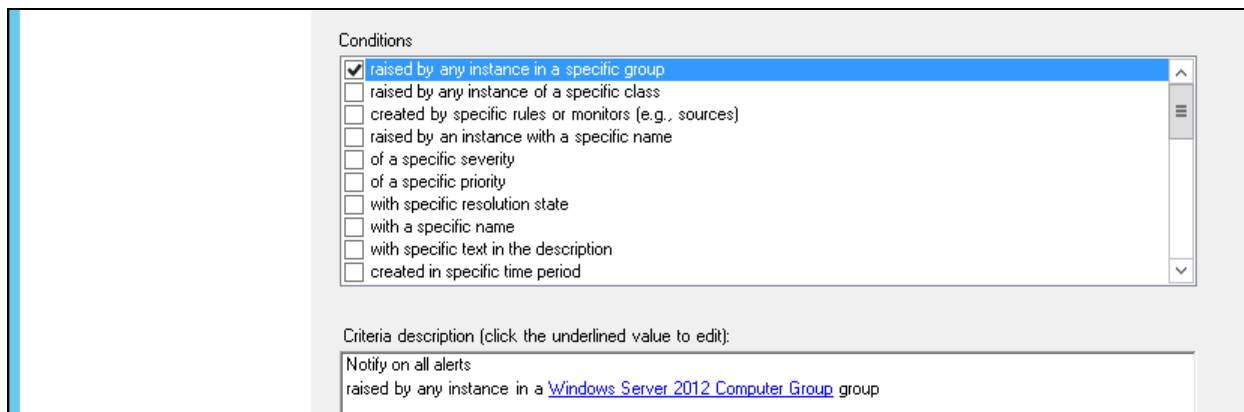 Conditions
raised by any instance in a specific group
raised by any instance of a specific class
created by specific rules or monitors (e.g., sources)
raised by an instance with a specific name
of a specific severity
of a specific priority
with specific resolution state
with a specific name
with specific text in the description
created in specific time period
Criteria description (click the underlined value to edit):
Notify on all alerts
raised by any instance in a Windows Server 2012 Computer Group group